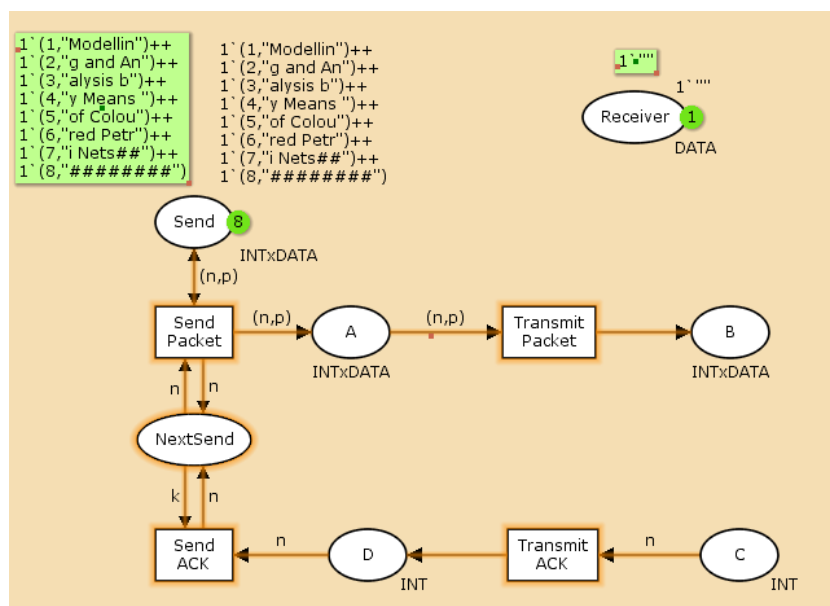 1`(1,"Modellin")++
1`(2,"g and An")++
1`(3,"alysis b")++
1`(4,"y Means ")++
1`(5,"of Colou")++
1`(6,"red Petr")++
1`(7,"i Nets##")++
1`(8,"########")
1`(1,"Modellin")++
1`(2,"g and An")++
1`(3,"alysis b")++
1`(4,"y Means ")++
1`(5,"of Colou")++
1`(6,"red Petr")++
1`(7,"i Nets##")++
1`(8,"########")
1`""
1`""
Receiver
1
DATA
Send
8
INTxDATA
(n,p)
Send
Packet
(n,p)
A
INTxDATA
(n,p)
Transmit
Packet
B
INTxDATA
n
n
NextSend
k
n
Send
ACK
n
D
INT
Transmit
ACK
n
C
INT